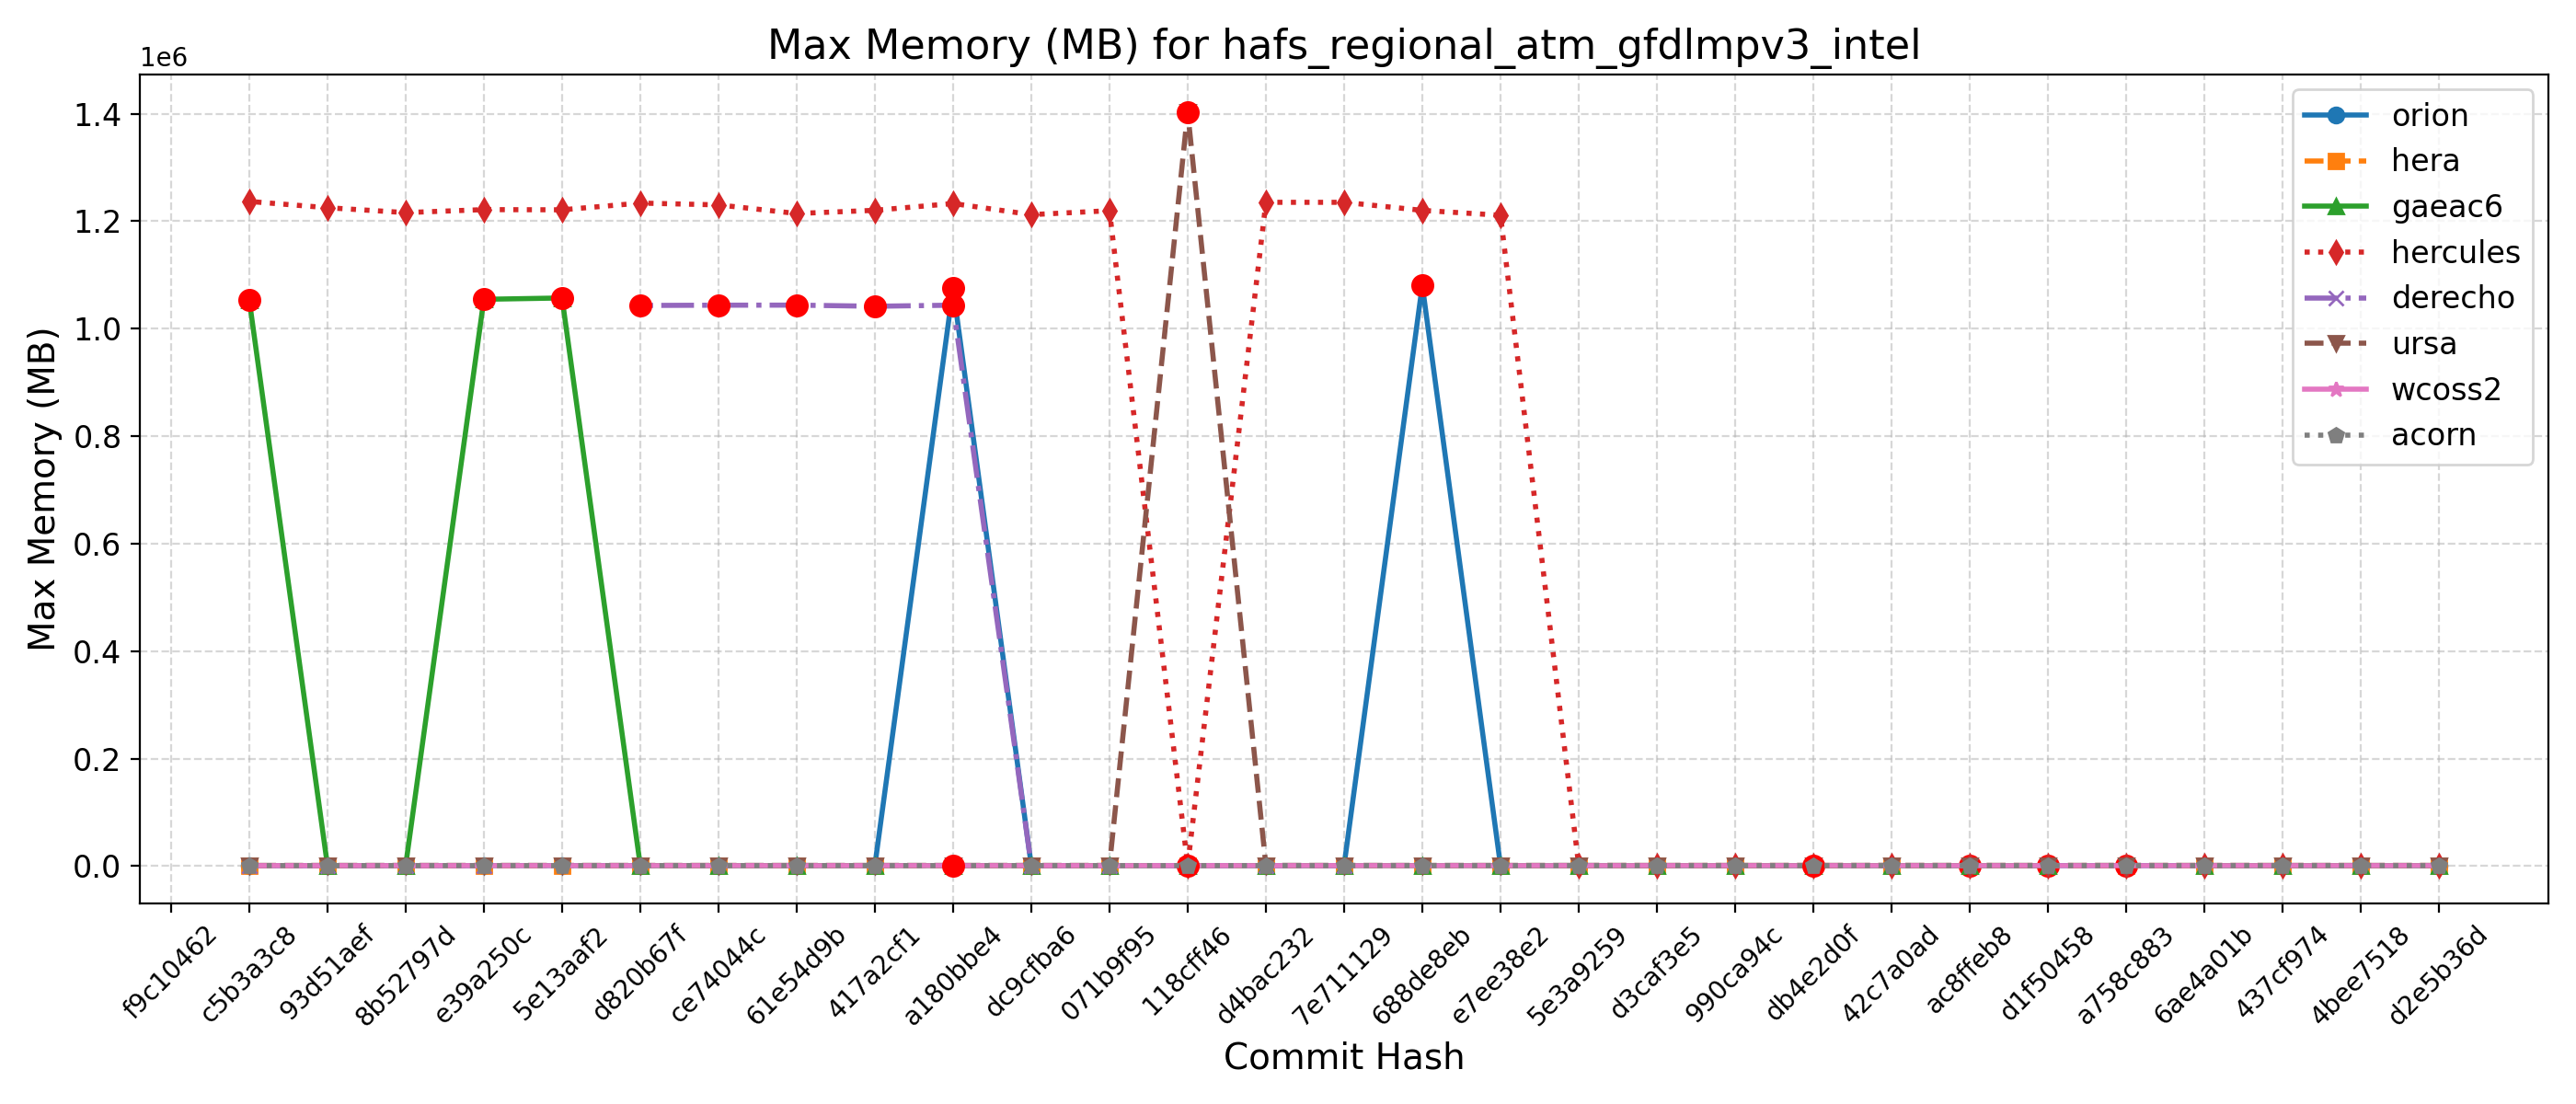 Max Memory (MB) for hafs_regional_atm_gfdlmpv3_intel
1e6
1.4
1.2
1.0
0.8
0.6
0.4
0.2
0.0
Max Memory (MB)
orion
hera
gaeac6
hercules
derecho
ursa
wcoss2
acorn
f9c10462
c5b3a3c8
93d51aef
8b52797d
e39a250c
5e13aaf2
d820b67f
ce74044c
61e54d9b
417a2cf1
a180bbe4
dc9cfba6
071b9f95
118cff46
d4bac232
7e711129
688de8eb
e7ee38e2
5e3a9259
d3caf3e5
990ca94c
db4e2d0f
42c7a0ad
ac8ffeb8
d1f50458
a758c883
6ae4a01b
437cf974
4bee7518
d2e5b36d
Commit Hash